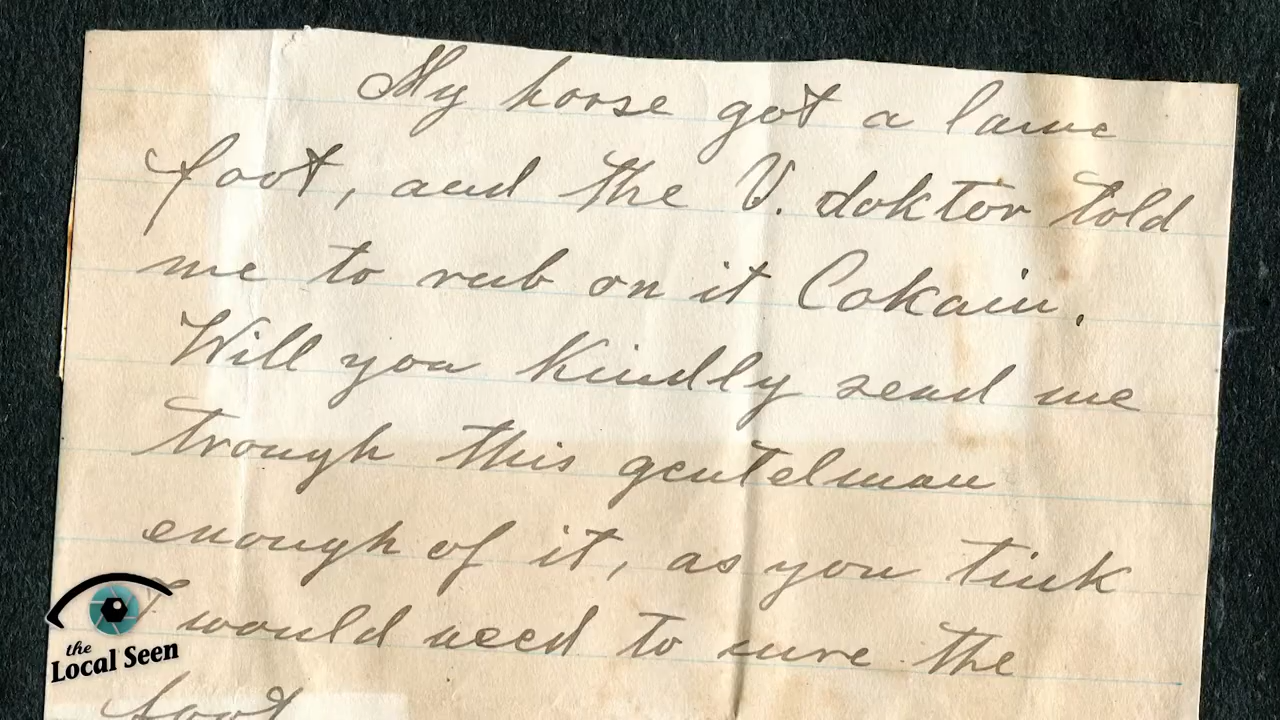 My horse got a lame
foot, and the V. doktor told
me to rub on it Cokain.
Will you kindly send me
trough this gentelman
enough of it, as you tink
I would need to cure the
foot
the
Local Seen